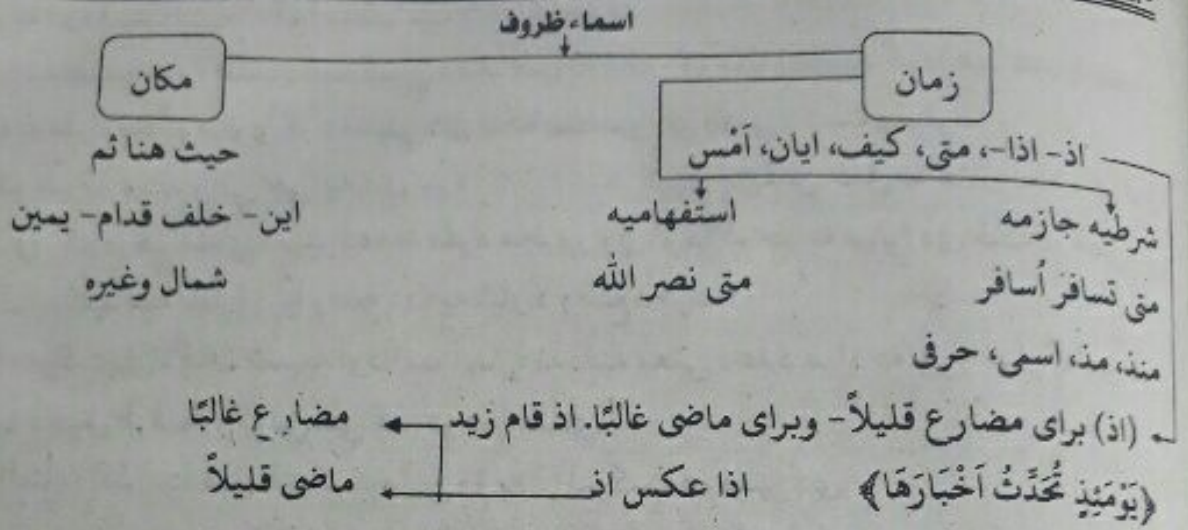 اسماء ظروف
زمان
مکان
اذ- اذا-، متی، کیف، ایان، اَمْس
حیث هنا ثم
شرطیه جازمه
استفهامیه
این- خلف قدام- یمین
متی تسافرْ اُسافر
متی نصر الله
شمال وغیره
منذ، مذ، اسمی، حرفی
(اذ) برای مضارع قلیلاً- وبرای ماضی غالبًا. اذ قام زید
مضارع غالبًا
﴿یَوْمَئِذٍ تُحَدِّثُ اَخْبَارَهَا﴾
اذا عکس اذ
ماضی قلیلاً